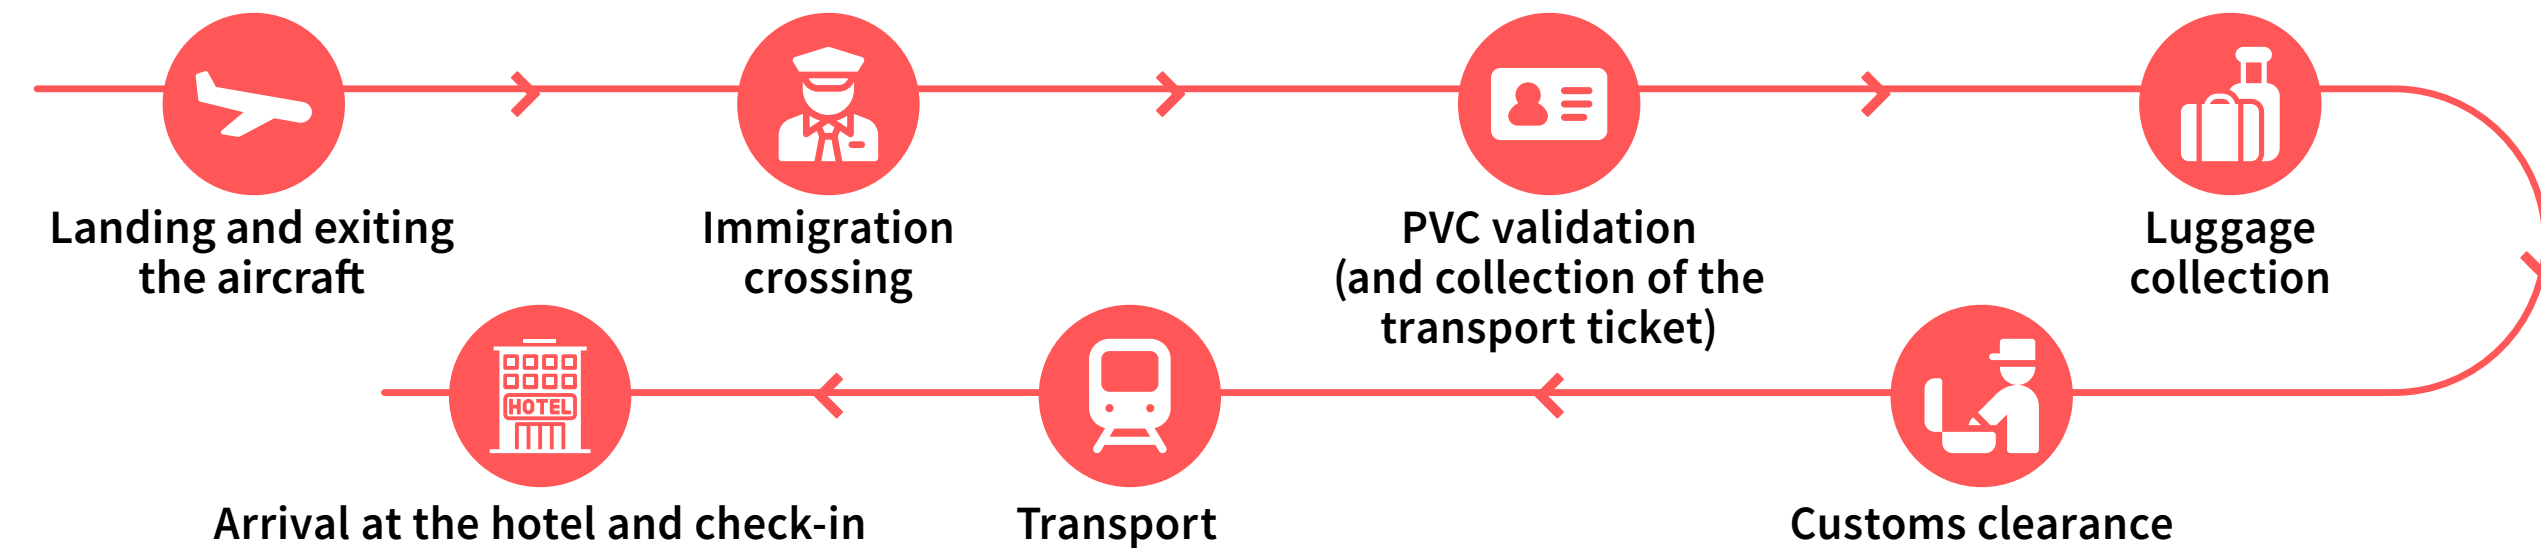 Landing and exiting
the aircraft
Immigration
crossing
PVC validation
(and collection of the
transport ticket)
Luggage
collection
Customs clearance
Transport
HOTEL
Arrival at the hotel and check-in